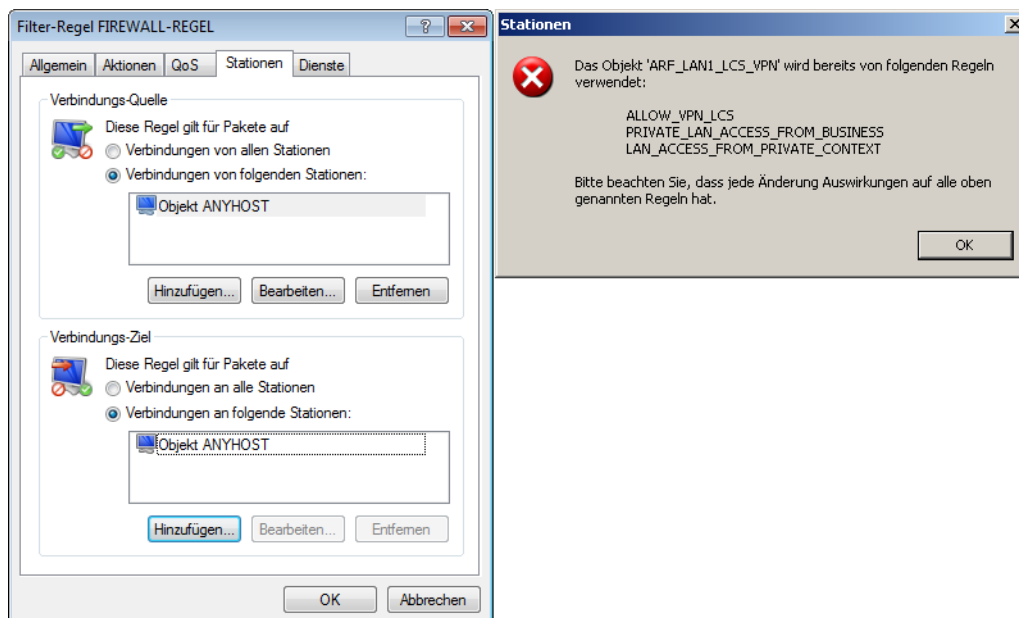 Filter-Regel FIREWALL-REGEL
Allgemein
Aktionen
QoS
Stationen
Dienste
Verbindungs-Quelle
Diese Regel gilt für Pakete auf
Verbindungen von allen Stationen
Verbindungen von folgenden Stationen:
Objekt ANYHOST
Hinzufügen...
Bearbeiten...
Entfernen
Verbindungs-Ziel
Diese Regel gilt für Pakete auf
Verbindungen an alle Stationen
Verbindungen an folgende Stationen:
Objekt ANYHOST
Hinzufügen...
Bearbeiten...
Entfernen
OK
Abbrechen
Stationen
Das Objekt 'ARF_LAN1_LCS_VPN' wird bereits von folgenden Regeln
verwendet:
ALLOW_VPN_LCS
PRIVATE_LAN_ACCESS_FROM_BUSINESS
LAN_ACCESS_FROM_PRIVATE_CONTEXT
Bitte beachten Sie, dass jede Änderung Auswirkungen auf alle oben
genannten Regeln hat.
OK